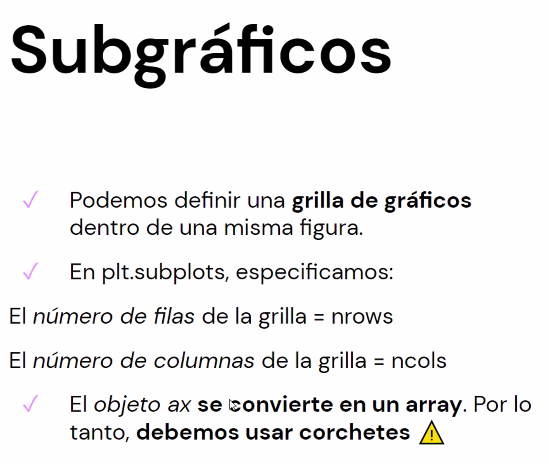 Subgráficos
✓ Podemos definir una grilla de gráficos
dentro de una misma figura.
✓ En plt.subplots, especificamos:
El número de filas de la grilla = nrows
El número de columnas de la grilla = ncols
✓ El objeto ax se convierte en un array. Por lo
tanto, debemos usar corchetes ⚠️